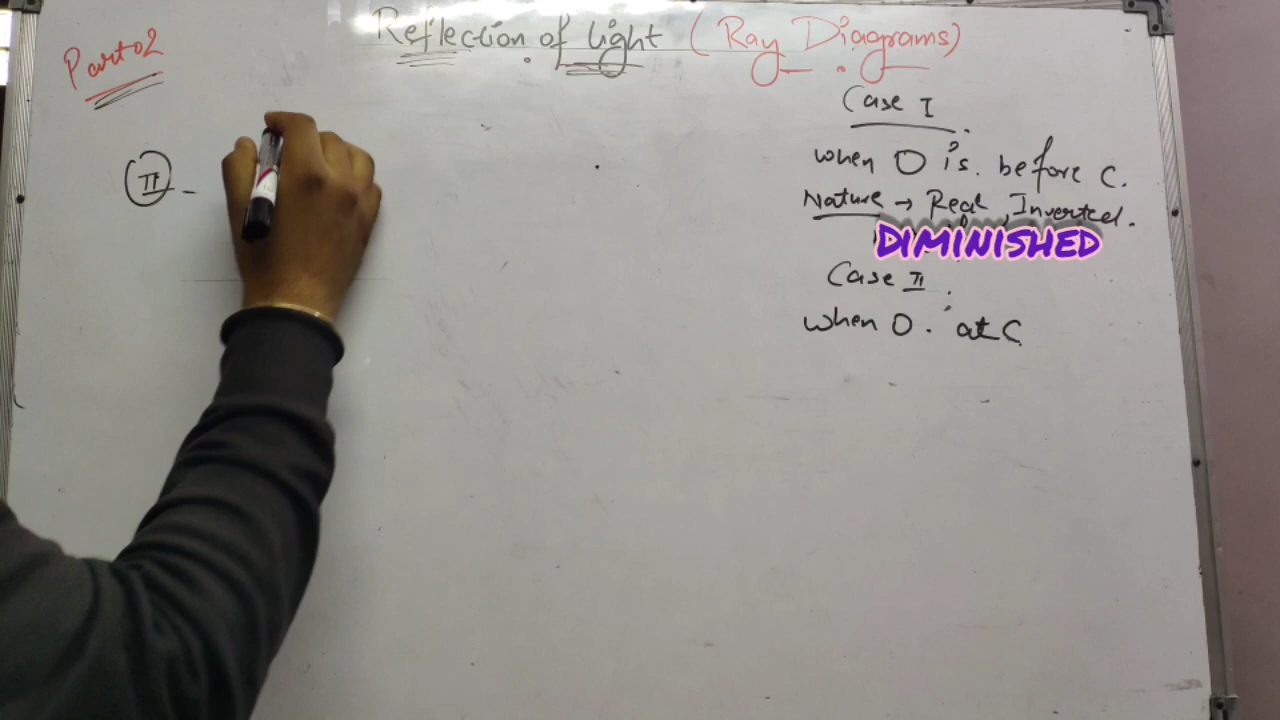 Part 02
Reflection of light (Ray Diagrams)
(II) -
Case I
when O is before C.
Nature → Real, Inverted.
DIMINISHED
Case II
when O at C